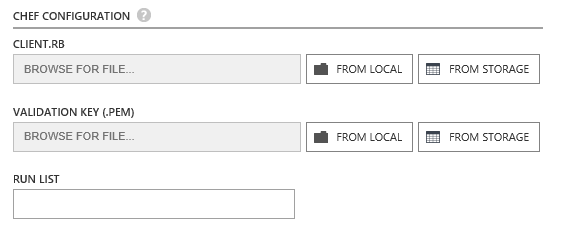 CHEF CONFIGURATION ?
CLIENT.RB
BROWSE FOR FILE... FROM LOCAL FROM STORAGE
VALIDATION KEY (.PEM)
BROWSE FOR FILE... FROM LOCAL FROM STORAGE
RUN LIST